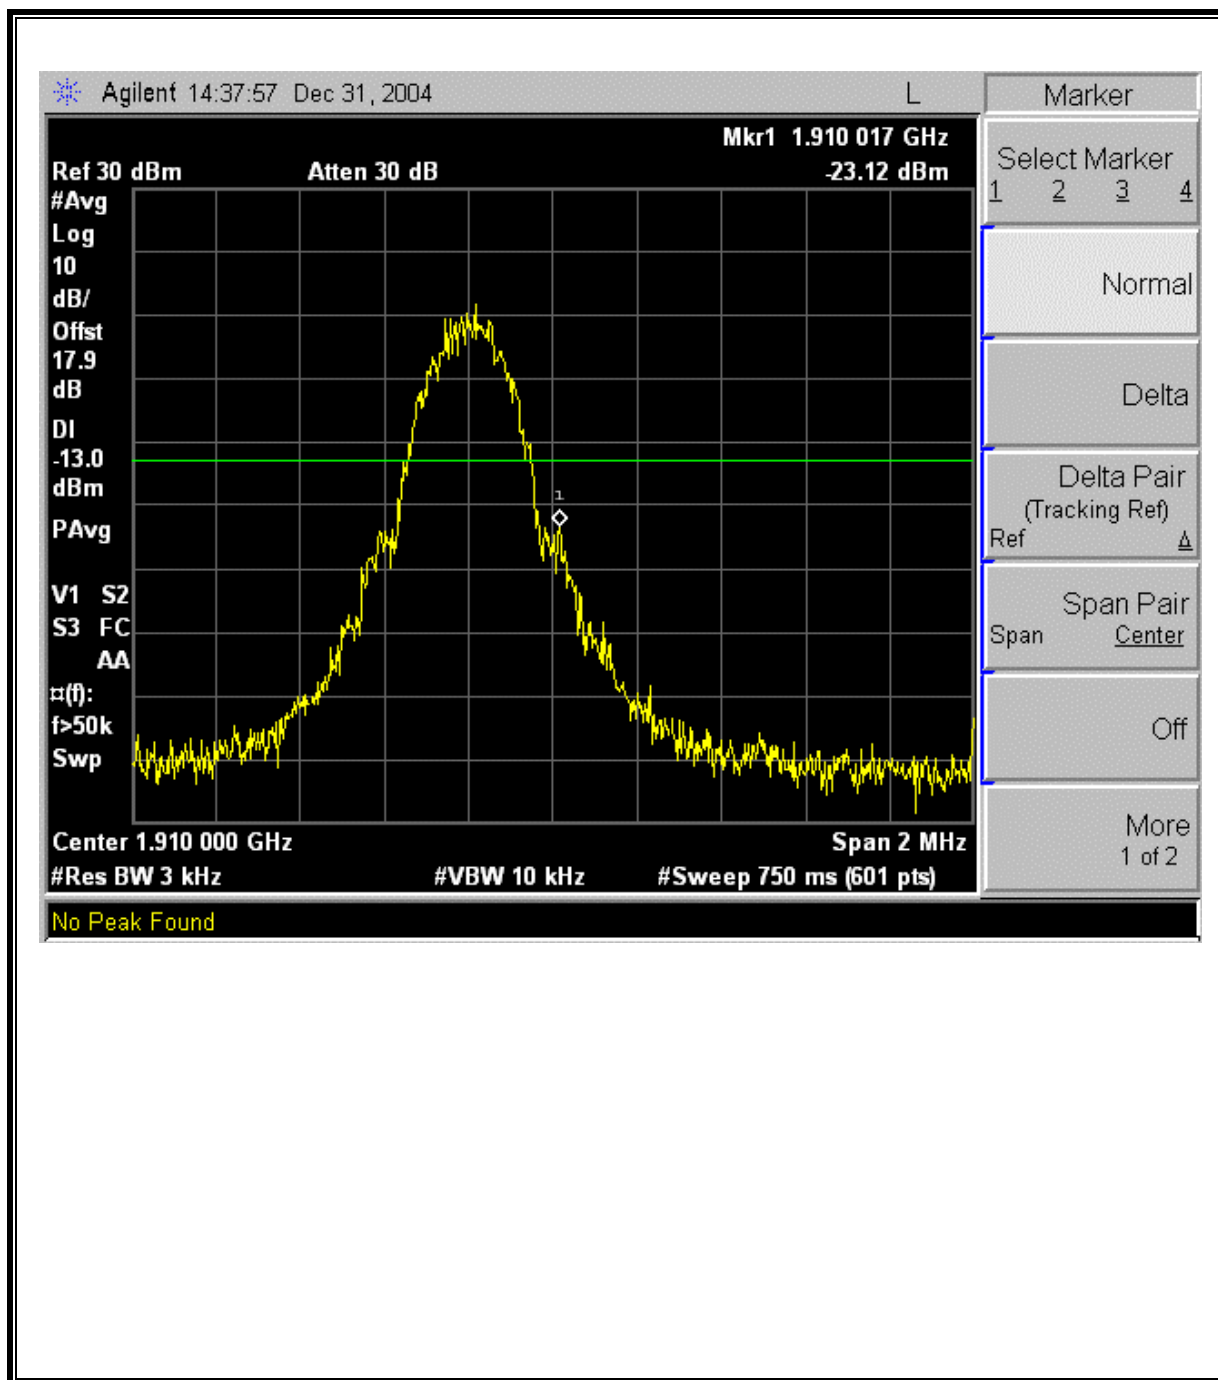 Agilent 14:37:57 Dec 31, 2004 L
Mkr1 1.910 017 GHz
Ref 30 dBm Atten 30 dB -23.12 dBm
#Avg
Log
10
dB/
Offst
17.9
dB
DI
-13.0
dBm
PAvg
V1 S2
S3 FC
AA
¤(f):
f>50k
Swp
1
Center 1.910 000 GHz Span 2 MHz
#Res BW 3 kHz #VBW 10 kHz #Sweep 750 ms (601 pts)
No Peak Found
Marker
Select Marker
1 2 3 4
Normal
Delta
Delta Pair
(Tracking Ref)
Ref Δ
Span Pair
Span Center
Off
More
1 of 2